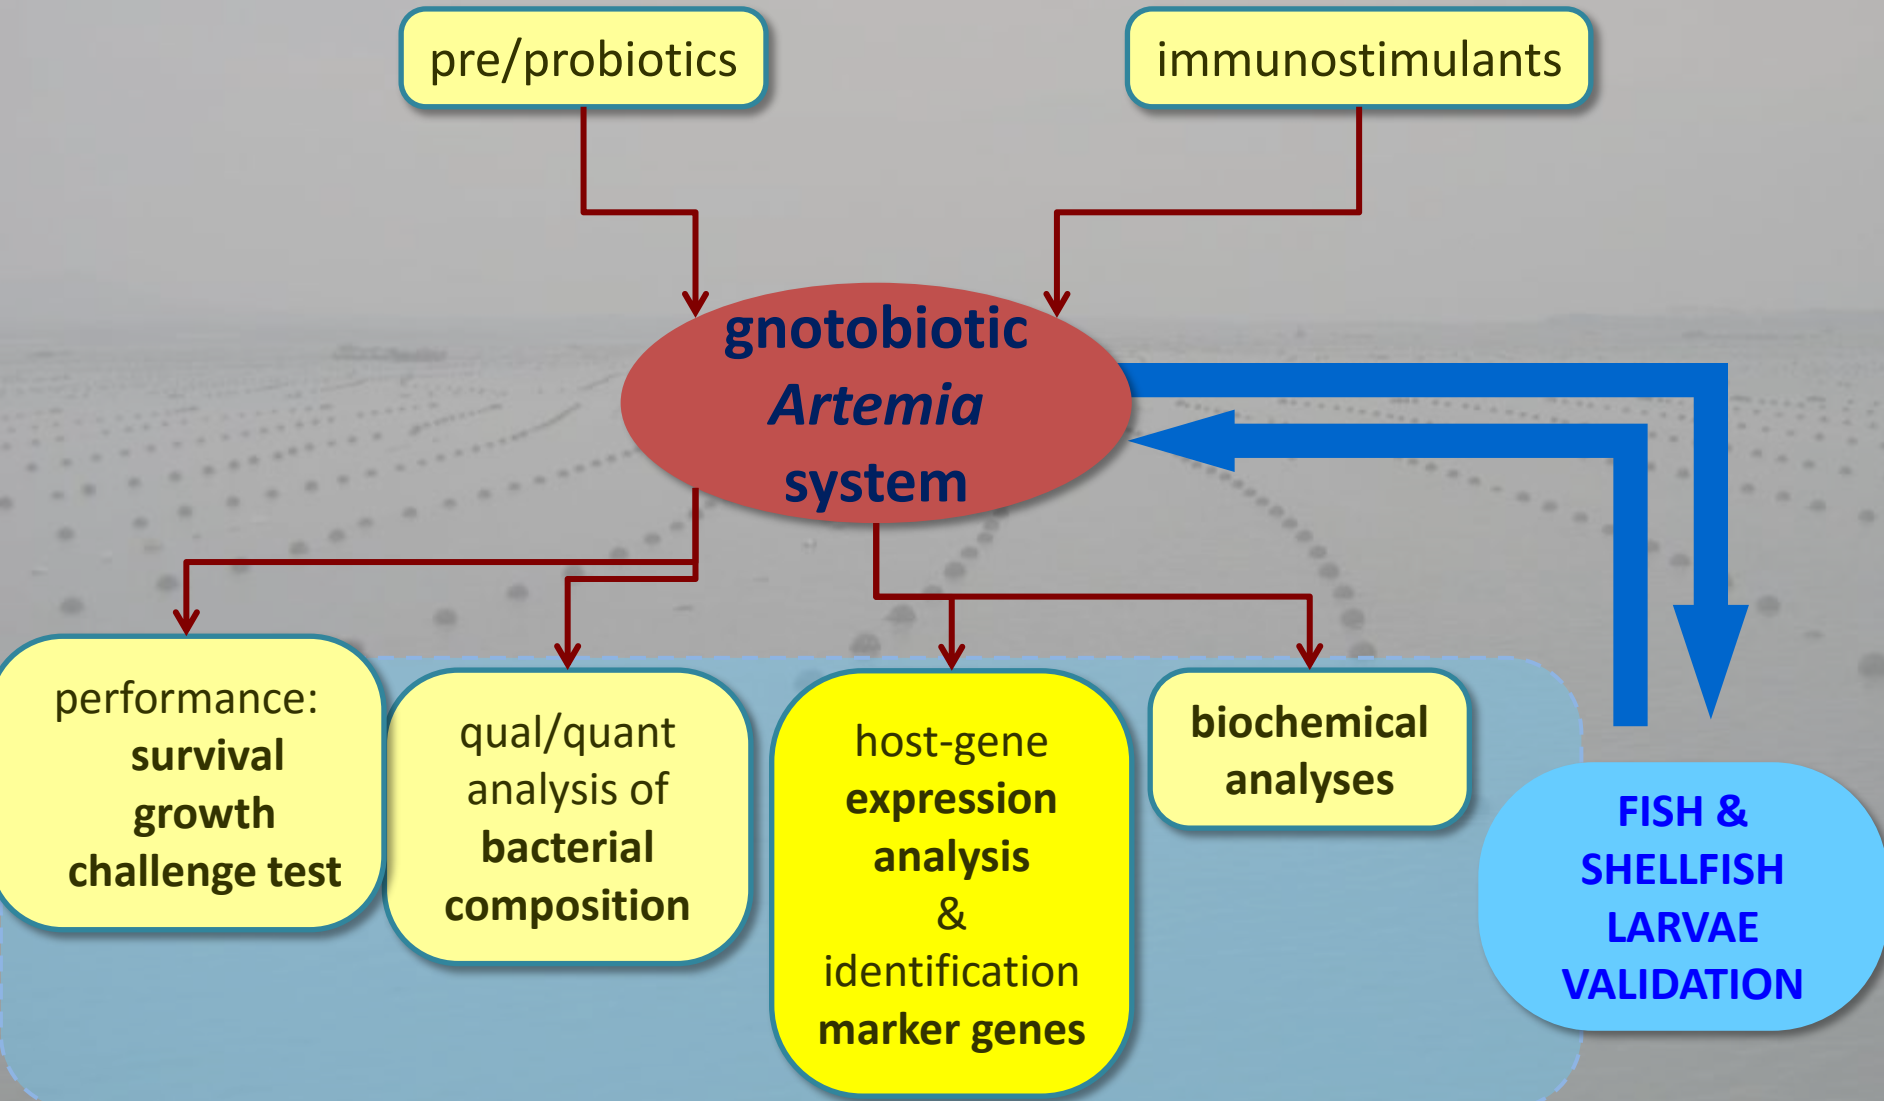 pre/probiotics
immunostimulants
gnotobiotic
Artemia
system
performance:
survival
growth
challenge test
qual/quant
analysis of
bacterial
composition
host-gene
expression
analysis
&
identification
marker genes
biochemical
analyses
FISH &
SHELLFISH
LARVAE
VALIDATION